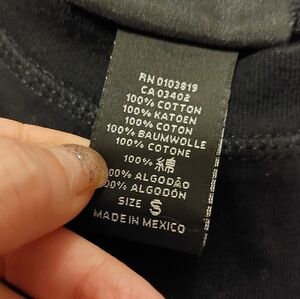 RN 0103819
CA 03402
100% COTTON
100% KATOEN
100% COTON
100% BAUMWOLLE
100% COTONE
100% 綿
100% ALGODÃO
100% ALGODÓN
SIZE S
MADE IN MEXICO